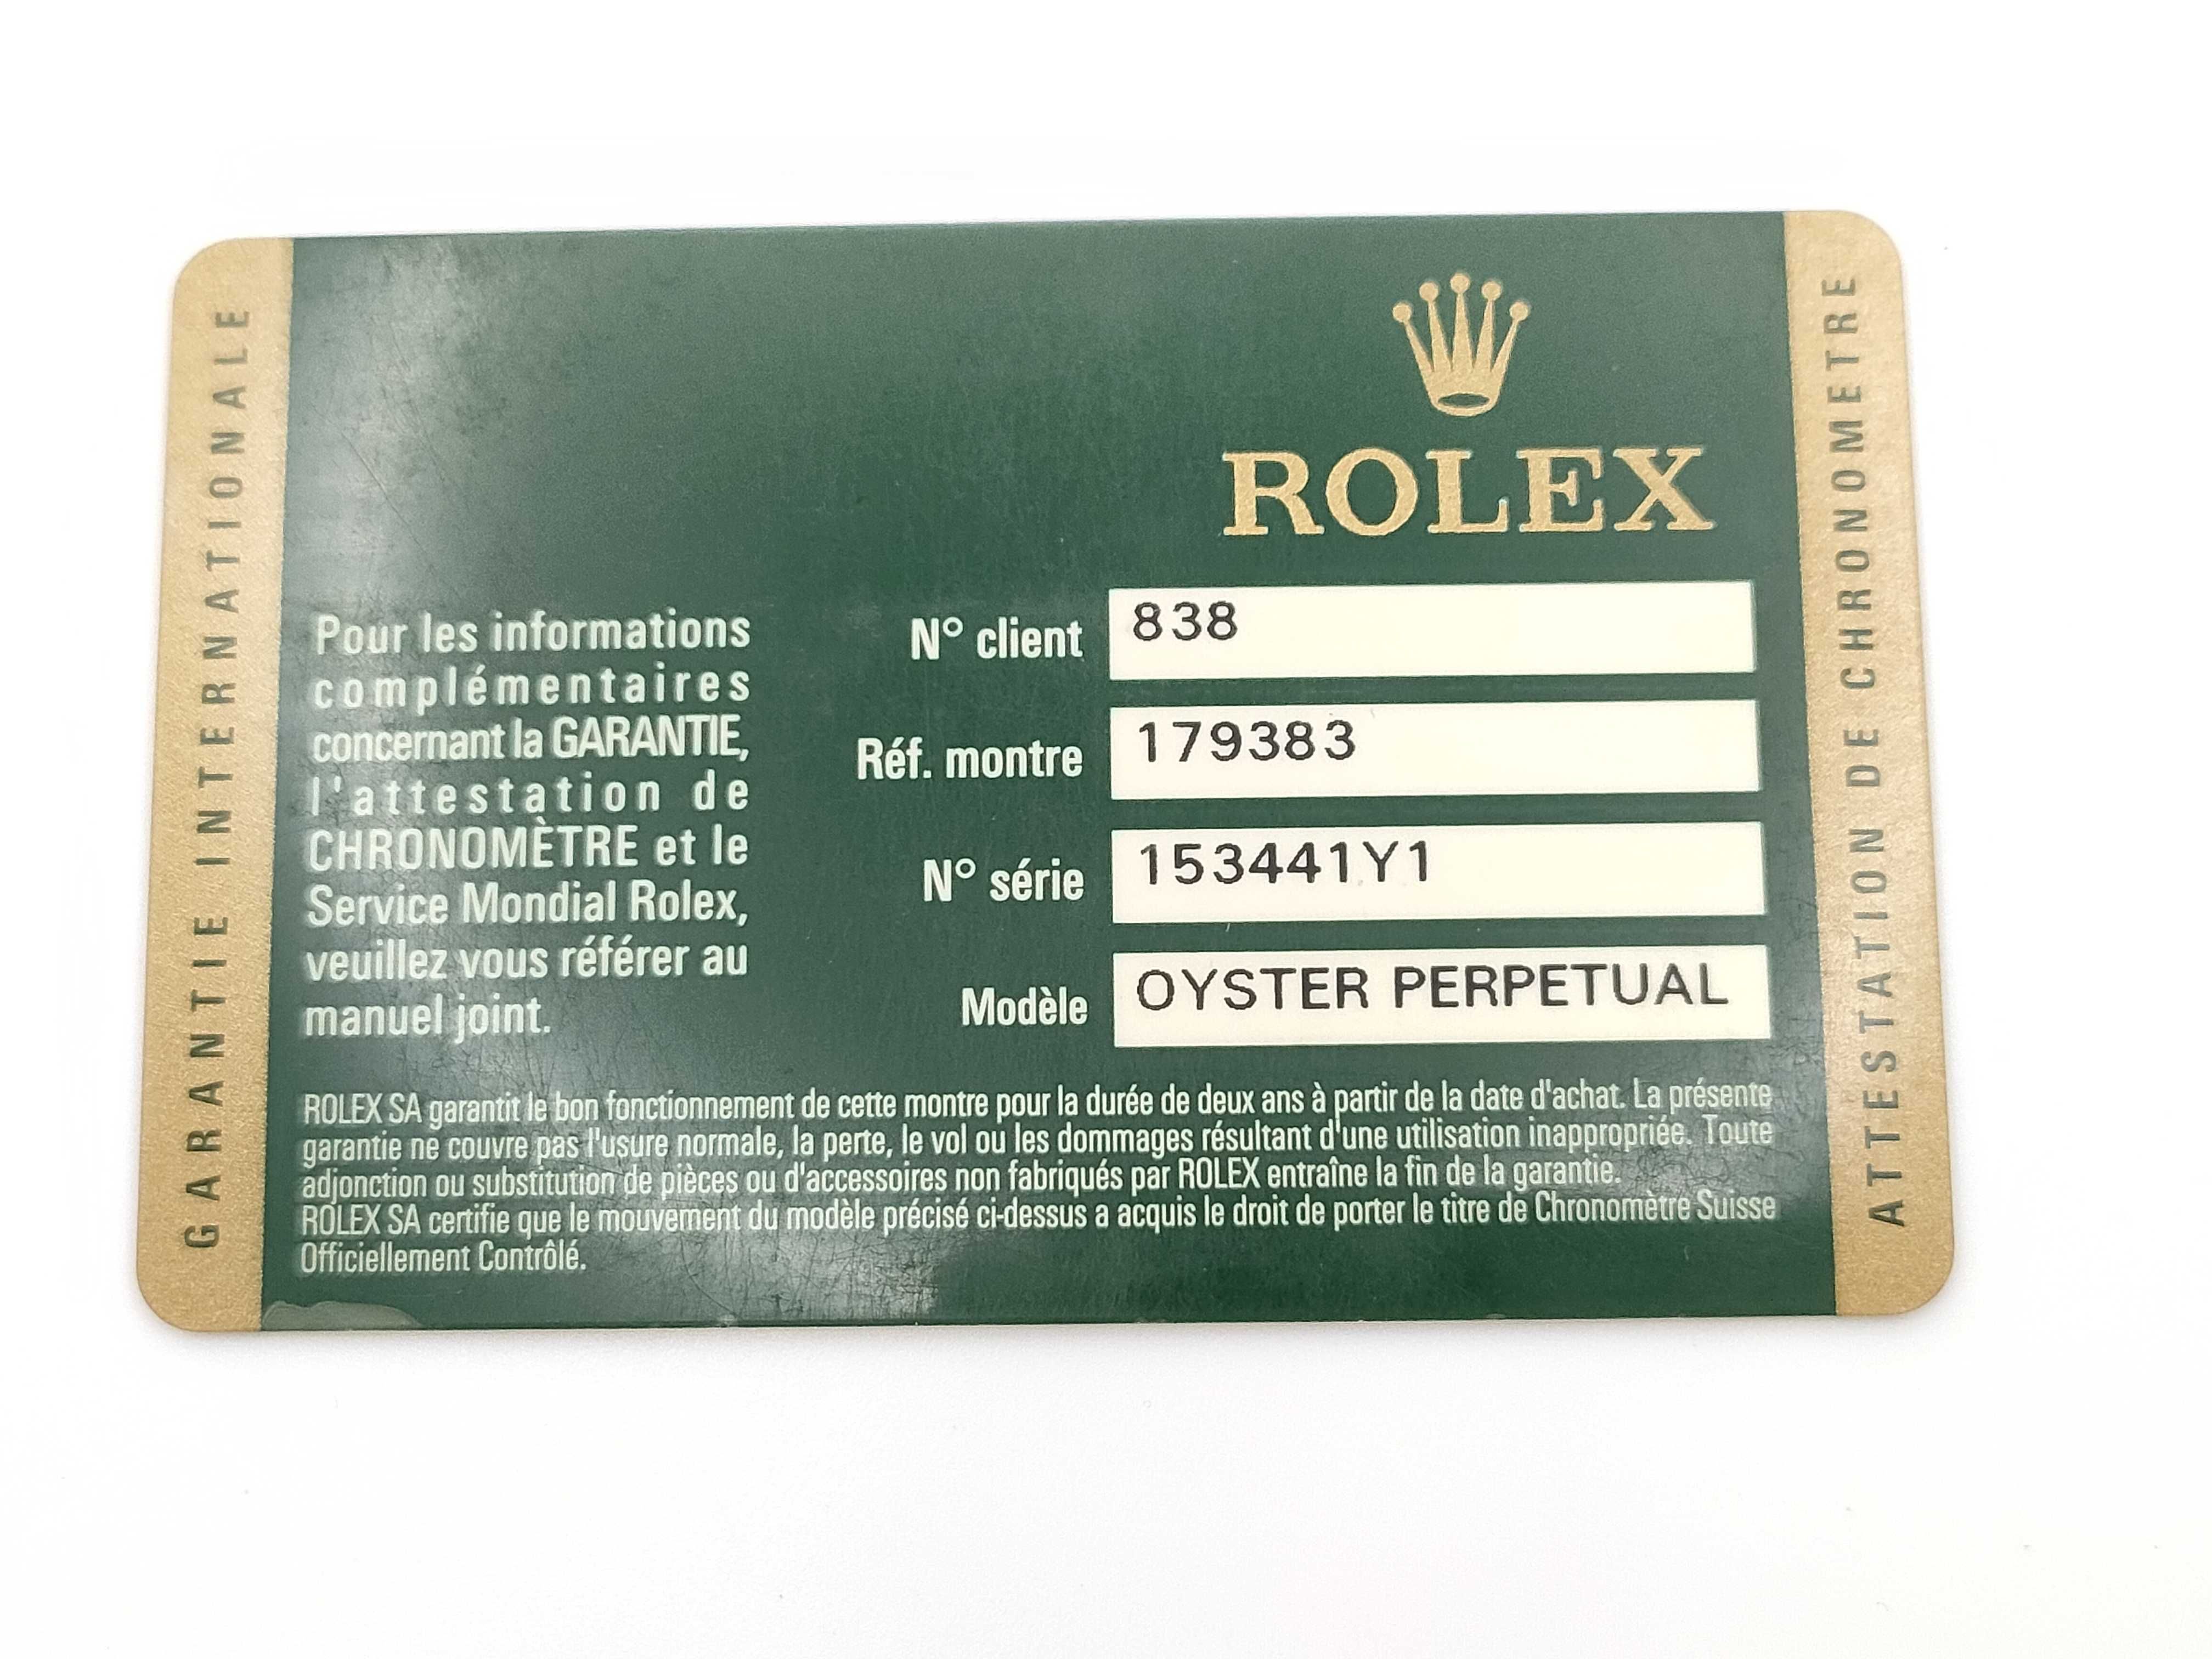 GARANTIE INTERNATIONALE
ROLEX
Pour les informations
complémentaires
concernant la GARANTIE,
l'attestation de
CHRONOMÈTRE et le
Service Mondial Rolex,
veuillez vous référer au
manuel joint.
N° client 838
Réf. montre 179383
N° série 153441Y1
Modèle OYSTER PERPETUAL
ROLEX SA garantit le bon fonctionnement de cette montre pour la durée de deux ans à partir de la date d'achat. La présente
garantie ne couvre pas l'usure normale, la perte, le vol ou les dommages résultant d'une utilisation inappropriée. Toute
adjonction ou substitution de pièces ou d'accessoires non fabriqués par ROLEX entraîne la fin de la garantie.
ROLEX SA certifie que le mouvement du modèle précisé ci-dessus a acquis le droit de porter le titre de Chronomètre Suisse
Officiellement Contrôlé.
ATTESTATION DE CHRONOMETRE